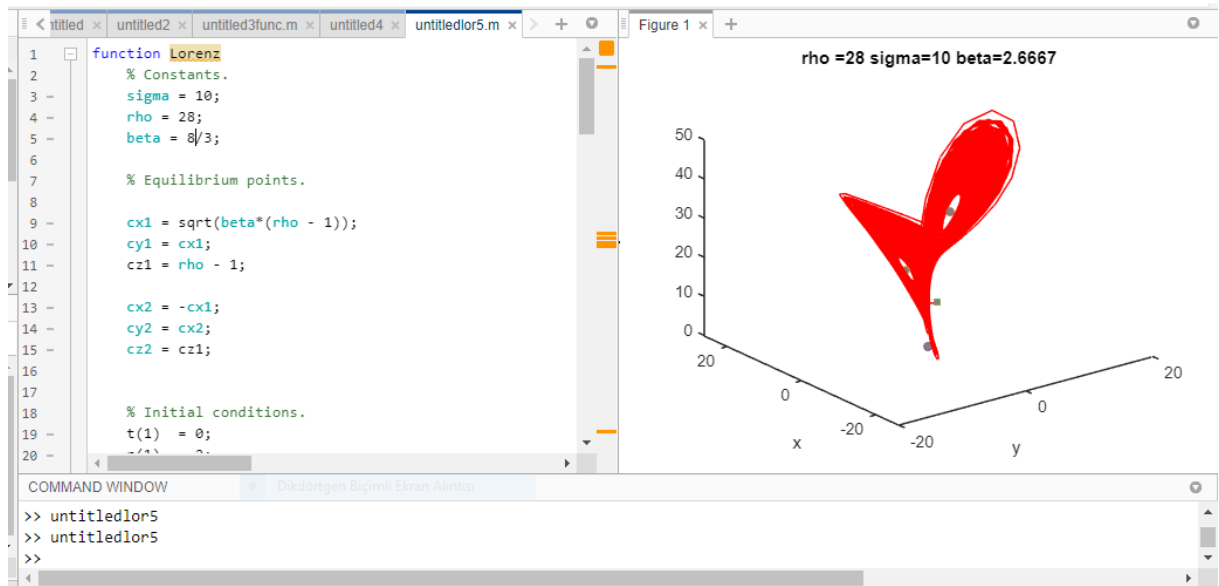 ntitled × untitled2 × untitled3func.m × untitled4 × untitledlor5.m ×
1 function Lorenz
2 % Constants.
3 - sigma = 10;
4 - rho = 28;
5 - beta = 8/3;
6
7 % Equilibrium points.
8
9 - cx1 = sqrt(beta*(rho - 1));
10 - cy1 = cx1;
11 - cz1 = rho - 1;
12
13 - cx2 = -cx1;
14 - cy2 = cx2;
15 - cz2 = cz1;
16
17
18 % Initial conditions.
19 - t(1) = 0;
20 -
Figure 1 ×
rho =28 sigma=10 beta=2.6667
50
40
30
20
10
0
20
0
-20
x
-20
0
20
y
COMMAND WINDOW
Dikdörtgen Biçimli Ekran Alıntısı
>> untitledlor5
>> untitledlor5
>>